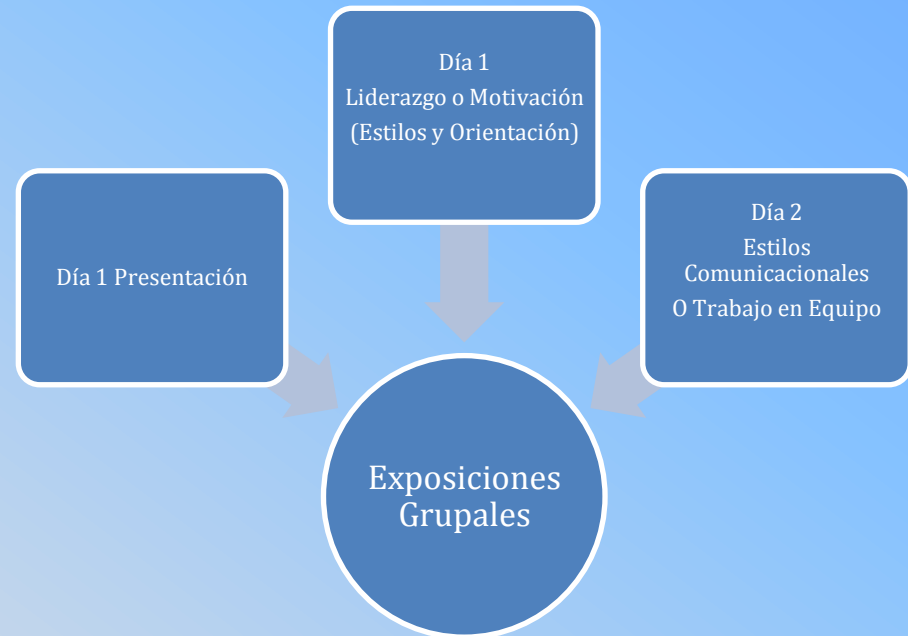 Día 1 Presentación
Día 1
Liderazgo o Motivación
(Estilos y Orientación)
Día 2
Estilos
Comunicacionales
O Trabajo en Equipo
Exposiciones
Grupales